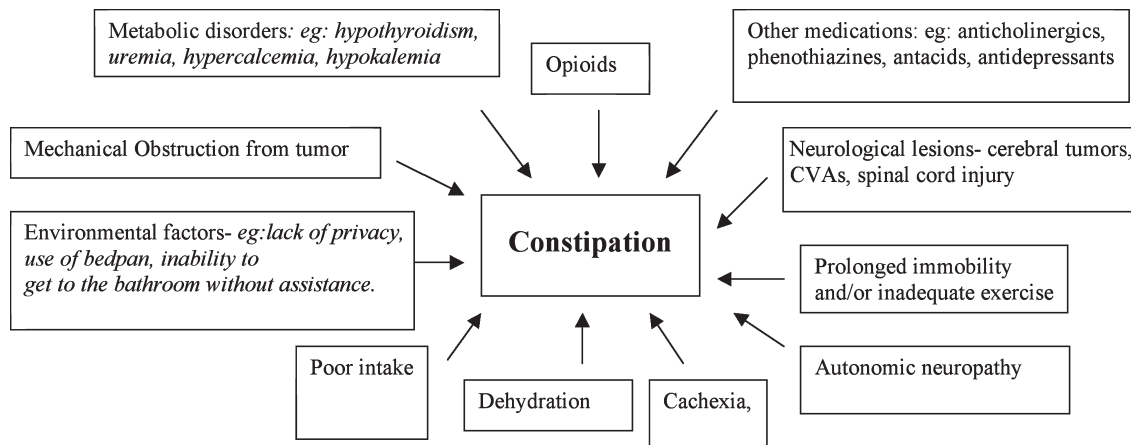 Metabolic disorders: eg: hypothyroidism,
uremia, hypercalcemia, hypokalemia
Opioids
Other medications: eg: anticholinergics,
phenothiazines, antacids, antidepressants
Mechanical Obstruction from tumor
Neurological lesions- cerebral tumors,
CVAs, spinal cord injury
Environmental factors- eg:lack of privacy,
use of bedpan, inability to
get to the bathroom without assistance.
Constipation
Prolonged immobility
and/or inadequate exercise
Poor intake
Dehydration
Cachexia,
Autonomic neuropathy